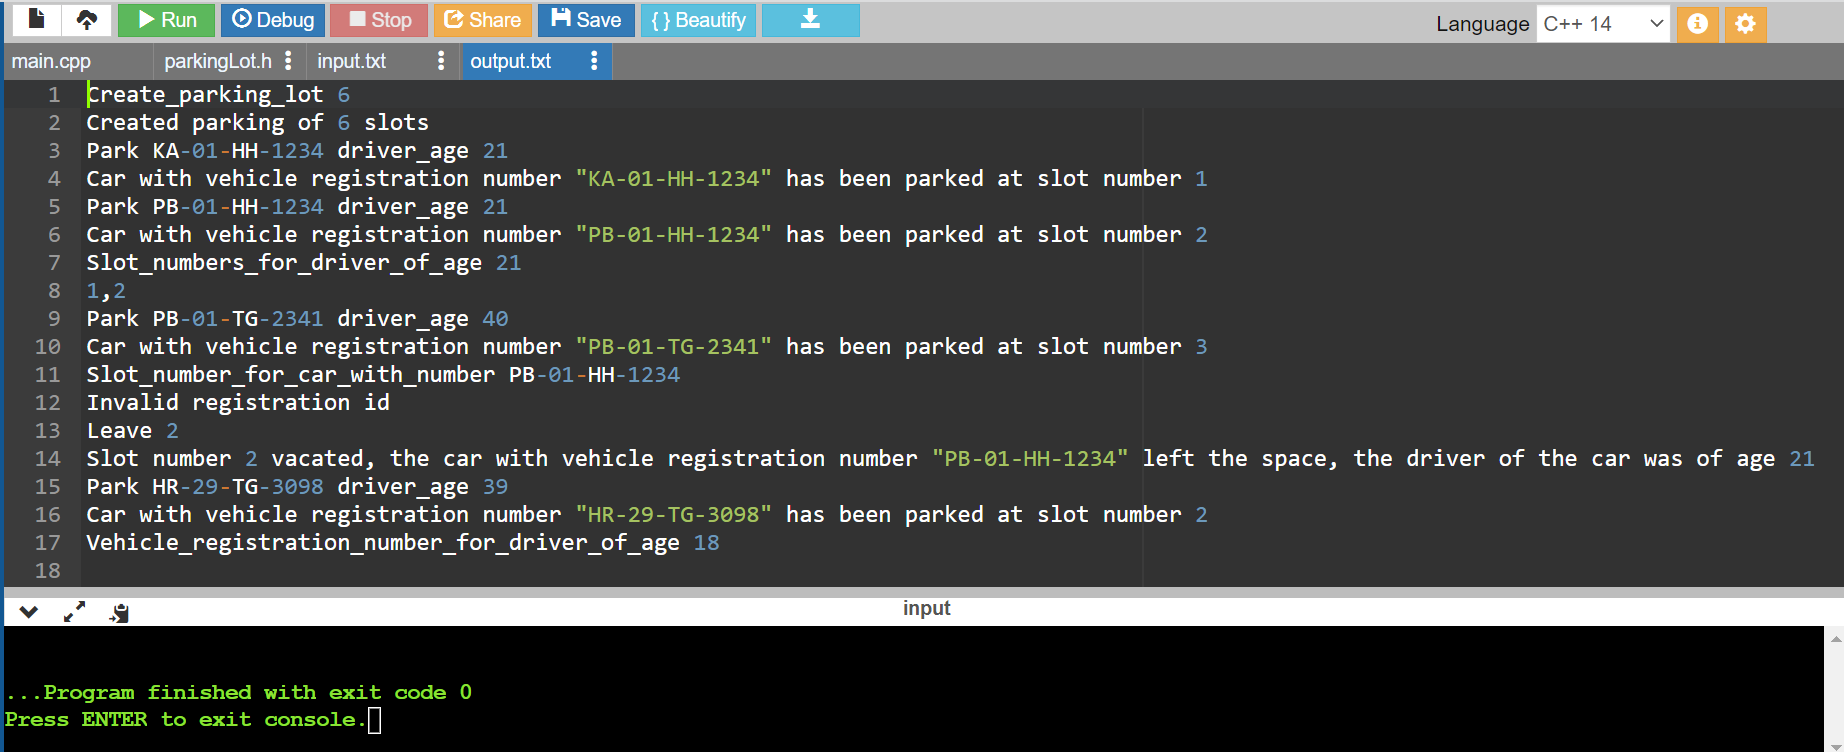 Run Debug Stop Share Save { } Beautify Language C++ 14
main.cpp parkingLot.h input.txt output.txt
1 Create_parking_lot 6
2 Created parking of 6 slots
3 Park KA-01-HH-1234 driver_age 21
4 Car with vehicle registration number "KA-01-HH-1234" has been parked at slot number 1
5 Park PB-01-HH-1234 driver_age 21
6 Car with vehicle registration number "PB-01-HH-1234" has been parked at slot number 2
7 Slot_numbers_for_driver_of_age 21
8 1,2
9 Park PB-01-TG-2341 driver_age 40
10 Car with vehicle registration number "PB-01-TG-2341" has been parked at slot number 3
11 Slot_number_for_car_with_number PB-01-HH-1234
12 Invalid registration id
13 Leave 2
14 Slot number 2 vacated, the car with vehicle registration number "PB-01-HH-1234" left the space, the driver of the car was of age 21
15 Park HR-29-TG-3098 driver_age 39
16 Car with vehicle registration number "HR-29-TG-3098" has been parked at slot number 2
17 Vehicle_registration_number_for_driver_of_age 18
18
input
...Program finished with exit code 0
Press ENTER to exit console.